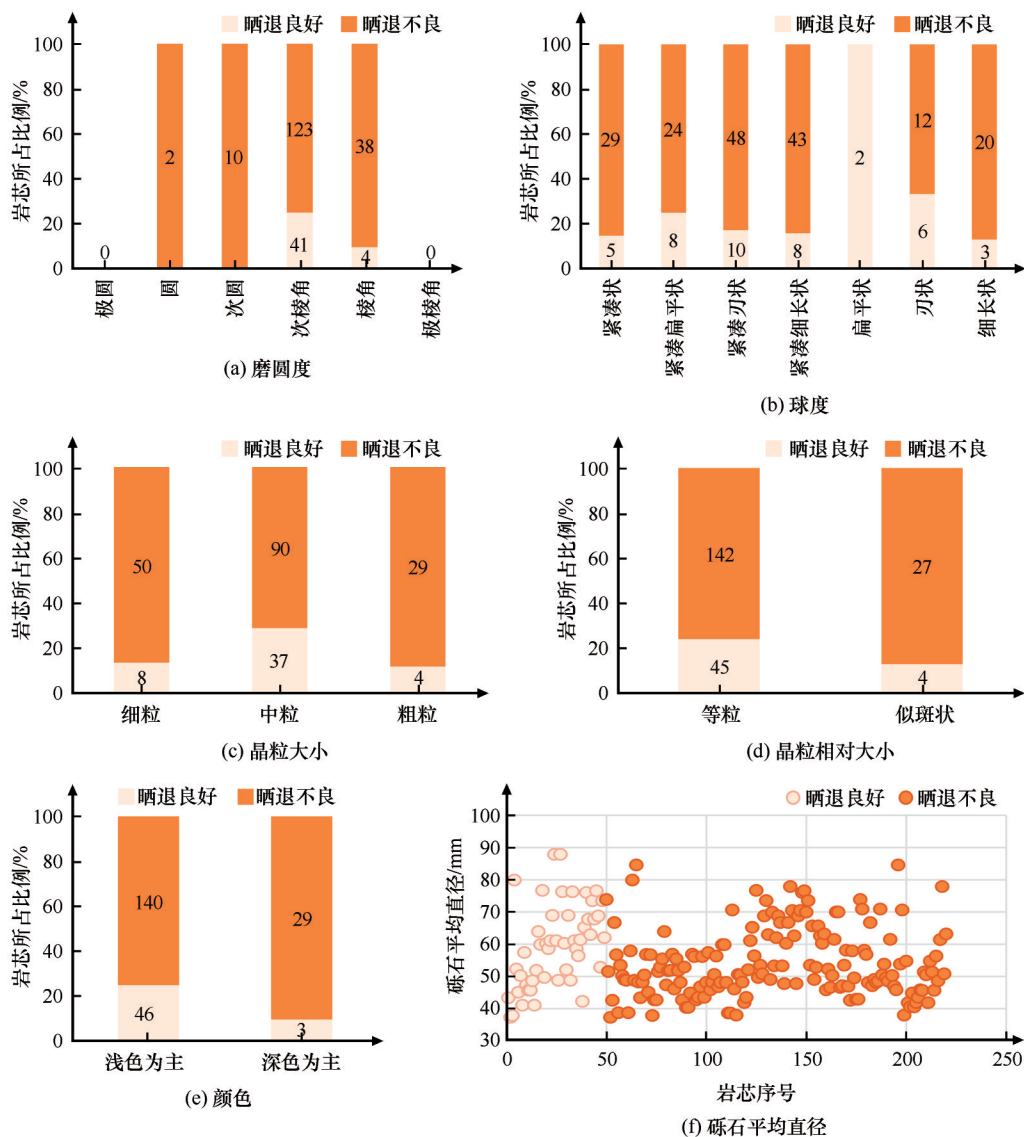 晒退良好 晒退不良
岩芯所占比例/%
100
80
60
40
20
0
0
2
10
123
41
38
4
0
极圆
圆
次圆
次棱角
棱角
极棱角
(a) 磨圆度
晒退良好 晒退不良
岩芯所占比例/%
100
80
60
40
20
0
29
5
24
8
48
10
43
8
2
12
6
20
3
紧凑状
紧凑扁平状
紧凑刃状
紧凑细长状
扁平
刃状
细长状
(b) 球度
晒退良好 晒退不良
岩芯所占比例/%
100
80
60
40
20
0
50
8
90
37
29
4
细粒 中粒 粗粒
(c) 晶粒大小
晒退良好 晒退不良
岩芯所占比例/%
100
80
60
40
20
0
142
45
27
4
等粒 似斑状
(d) 晶粒相对大小
晒退良好 晒退不良
岩芯所占比例/%
100
80
60
40
20
0
140
46
29
3
浅色为主 深色为主
(e) 颜色
晒退良好 晒退不良
砾石平均直径/mm
100
90
80
70
60
50
40
30
0 50 100 150 200 250
岩芯序号
(f) 砾石平均直径